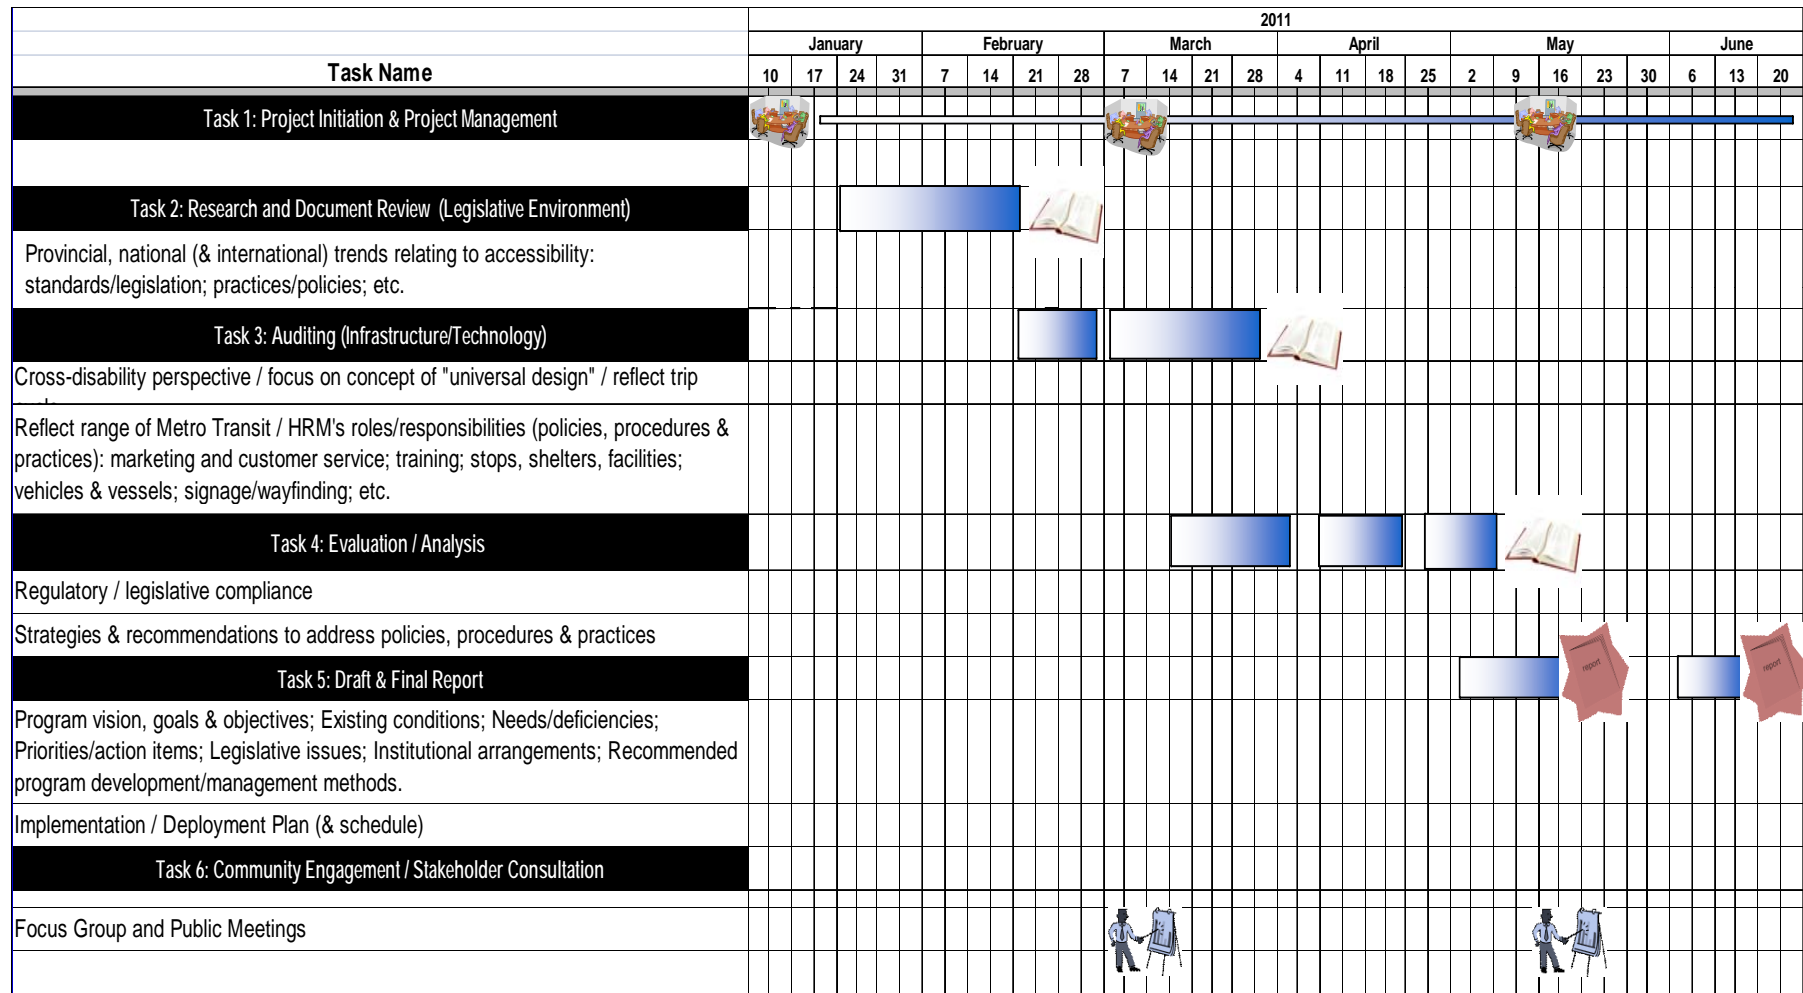 2011
January February March April May June
Task Name
10 17 24 31 7 14 21 28 7 14 21 28 4 11 18 25 2 9 16 23 30 6 13 20
Task 1: Project Initiation & Project Management
Task 2: Research and Document Review (Legislative Environment)
Provincial, national (& international) trends relating to accessibility:
standards/legislation; practices/policies; etc.
Task 3: Auditing (Infrastructure/Technology)
Cross-disability perspective / focus on concept of "universal design" / reflect trip
Reflect range of Metro Transit / HRM's roles/responsibilities (policies, procedures &
practices): marketing and customer service; training; stops, shelters, facilities;
vehicles & vessels; signage/wayfinding; etc.
Task 4: Evaluation / Analysis
Regulatory / legislative compliance
Strategies & recommendations to address policies, procedures & practices
report report
Task 5: Draft & Final Report
Program vision, goals & objectives; Existing conditions; Needs/deficiencies;
Priorities/action items; Legislative issues; Institutional arrangements; Recommended
program development/management methods.
Implementation / Deployment Plan (& schedule)
Task 6: Community Engagement / Stakeholder Consultation
Focus Group and Public Meetings